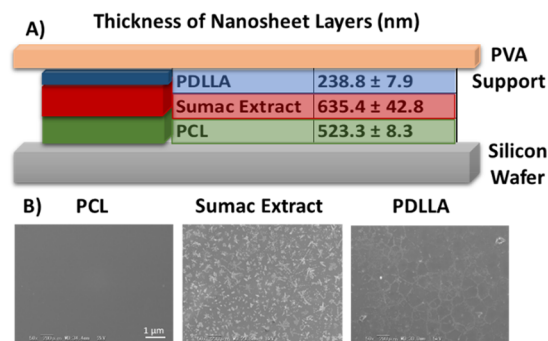 Thickness of Nanosheet Layers (nm)
A)
PVA
Support
PDLLA 238.8 ± 7.9
Sumac Extract 635.4 ± 42.8
PCL 523.3 ± 8.3
Silicon
Wafer
B) PCL Sumac Extract PDLLA
1 µm